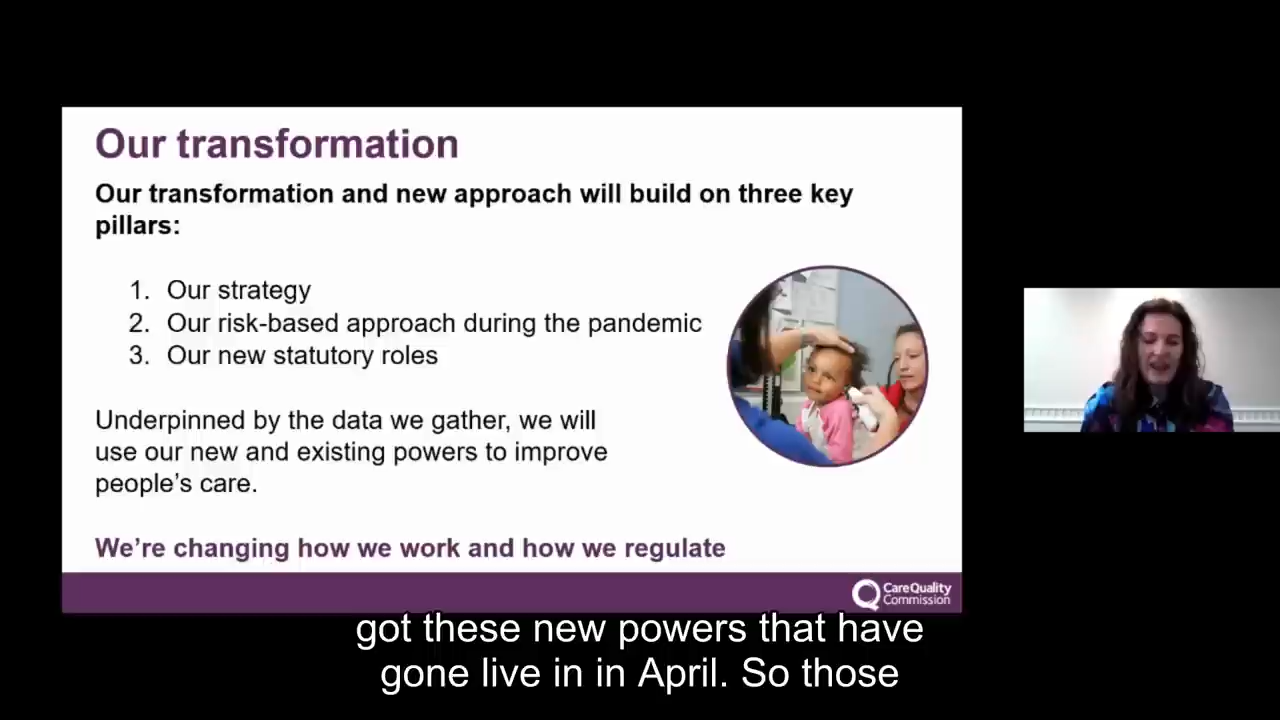 Our transformation
Our transformation and new approach will build on three key
pillars:
1. Our strategy
2. Our risk-based approach during the pandemic
3. Our new statutory roles
Underpinned by the data we gather, we will
use our new and existing powers to improve
people's care.
We're changing how we work and how we regulate
CareQuality
Commission
got these new powers that have
gone live in in April. So those